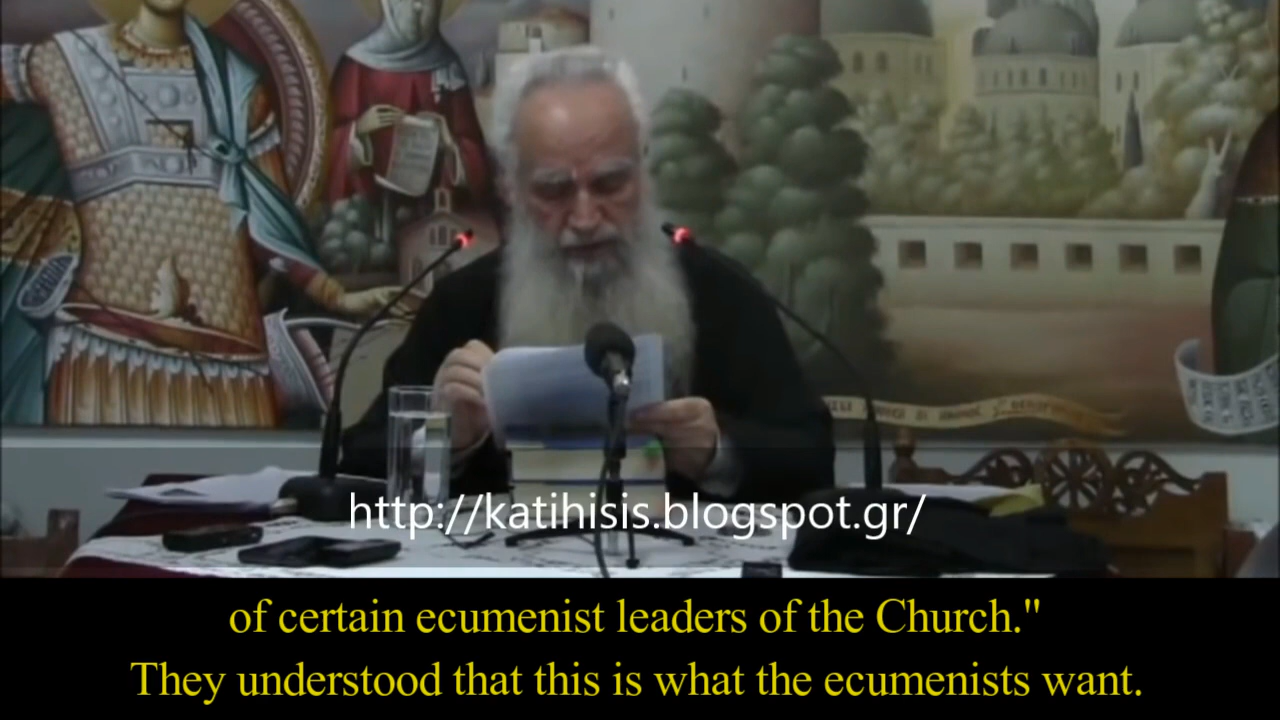 http://katihisis.blogspot.gr/
of certain ecumenist leaders of the Church."
They understood that this is what the ecumenists want.